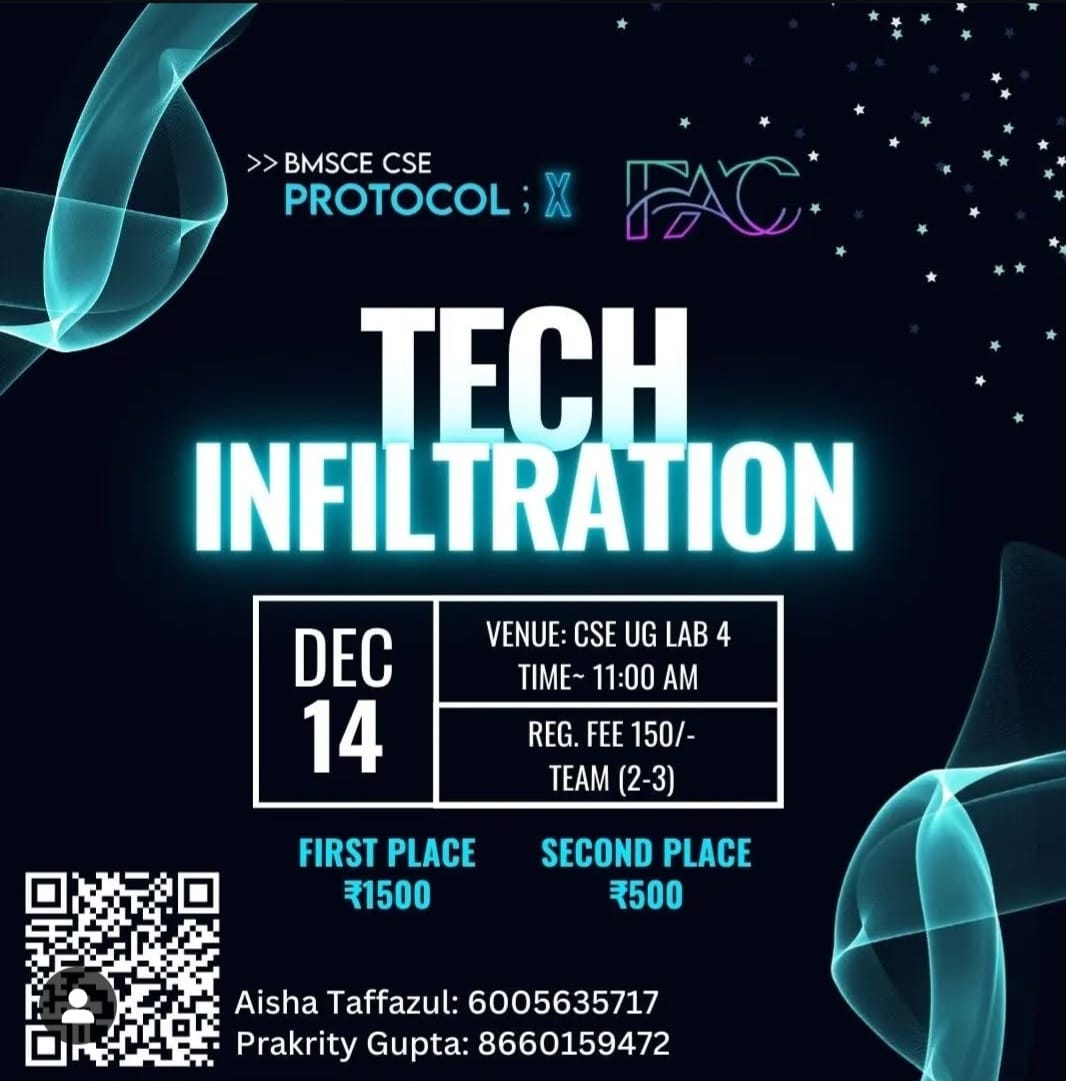 >> BMSCE CSE
PROTOCOL ; X FAC
TECH
INFILTRATION
DEC
14
VENUE: CSE UG LAB 4
TIME~ 11:00 AM
REG. FEE 150/-
TEAM (2-3)
FIRST PLACE
₹1500
SECOND PLACE
₹500
Aisha Taffazul: 6005635717
Prakrity Gupta: 8660159472